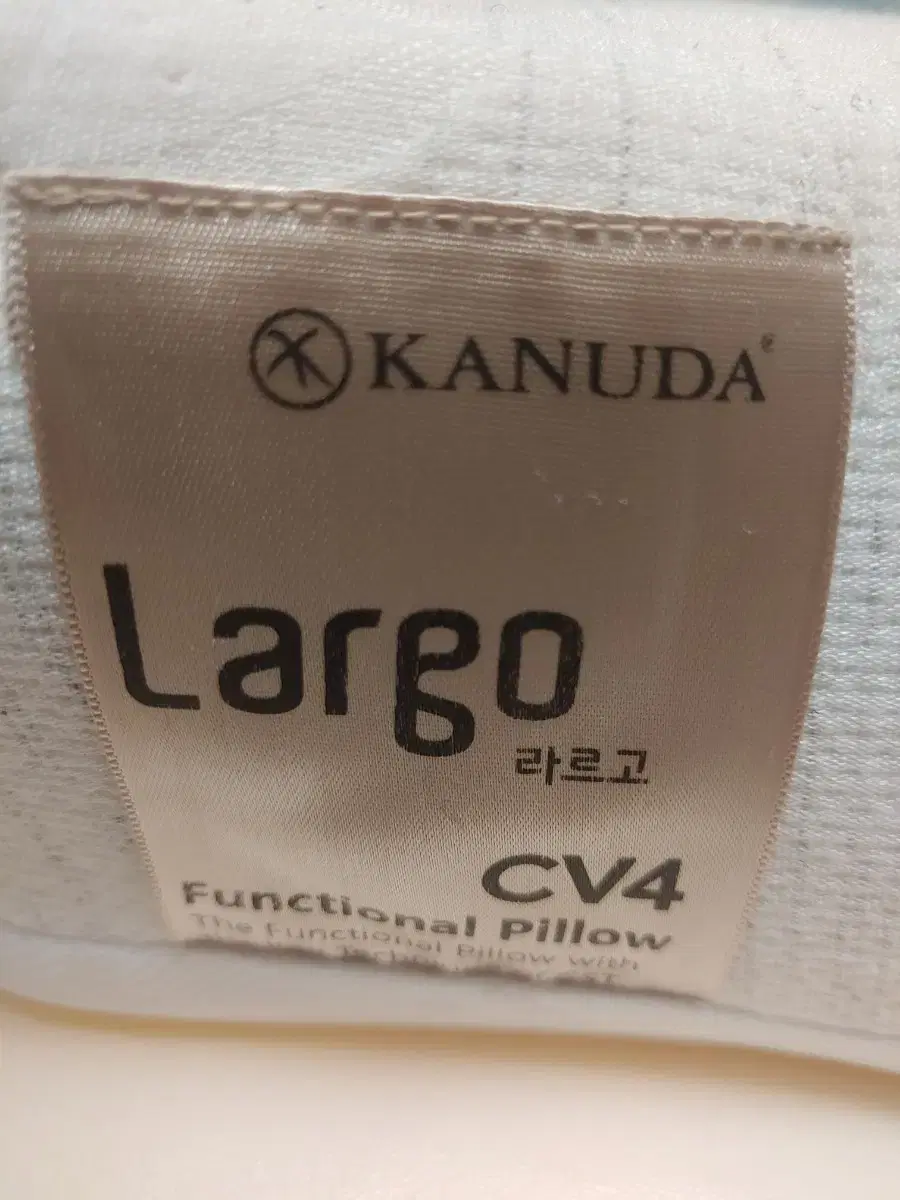 KANUDA®
Largo
라르고
CV4
Functional Pillow
The Functional Pillow with